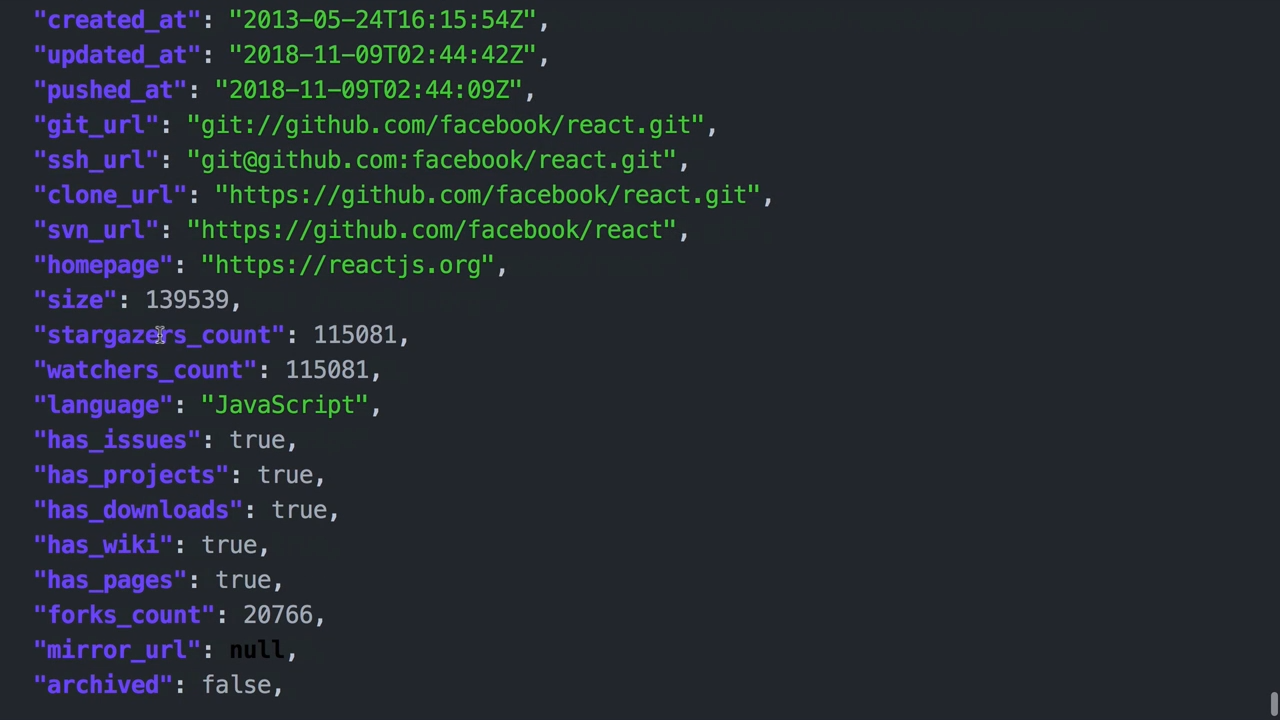 "created_at": "2013-05-24T16:15:54Z",
"updated_at": "2018-11-09T02:44:42Z",
"pushed_at": "2018-11-09T02:44:09Z",
"git_url": "git://github.com/facebook/react.git",
"ssh_url": "git@github.com:facebook/react.git",
"clone_url": "https://github.com/facebook/react.git",
"svn_url": "https://github.com/facebook/react",
"homepage": "https://reactjs.org",
"size": 139539,
"stargazers_count": 115081,
"watchers_count": 115081,
"language": "JavaScript",
"has_issues": true,
"has_projects": true,
"has_downloads": true,
"has_wiki": true,
"has_pages": true,
"forks_count": 20766,
"mirror_url": null,
"archived": false,